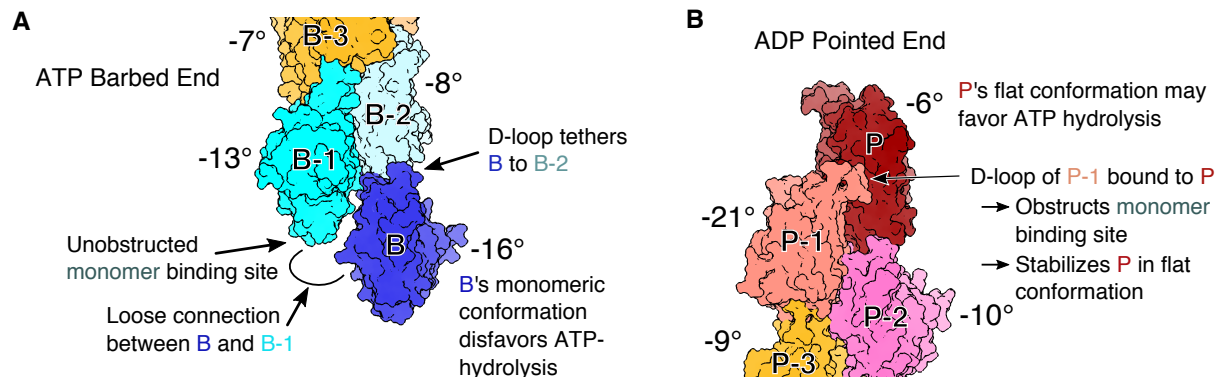 A
ATP Barbed End
-7°
B-3
-8°
B-2
-13°
B-1
D-loop tethers
B to B-2
Unobstructed
monomer binding site
B
-16°
Loose connection
between B and B-1
B's monomeric
conformation
disfavors ATP-
hydrolysis
B
ADP Pointed End
-6°
P
P's flat conformation may
favor ATP hydrolysis
D-loop of P-1 bound to P
Obstructs monomer
binding site
Stabilizes P in flat
conformation
-21°
P-1
P-2
-10°
-9°
P-3